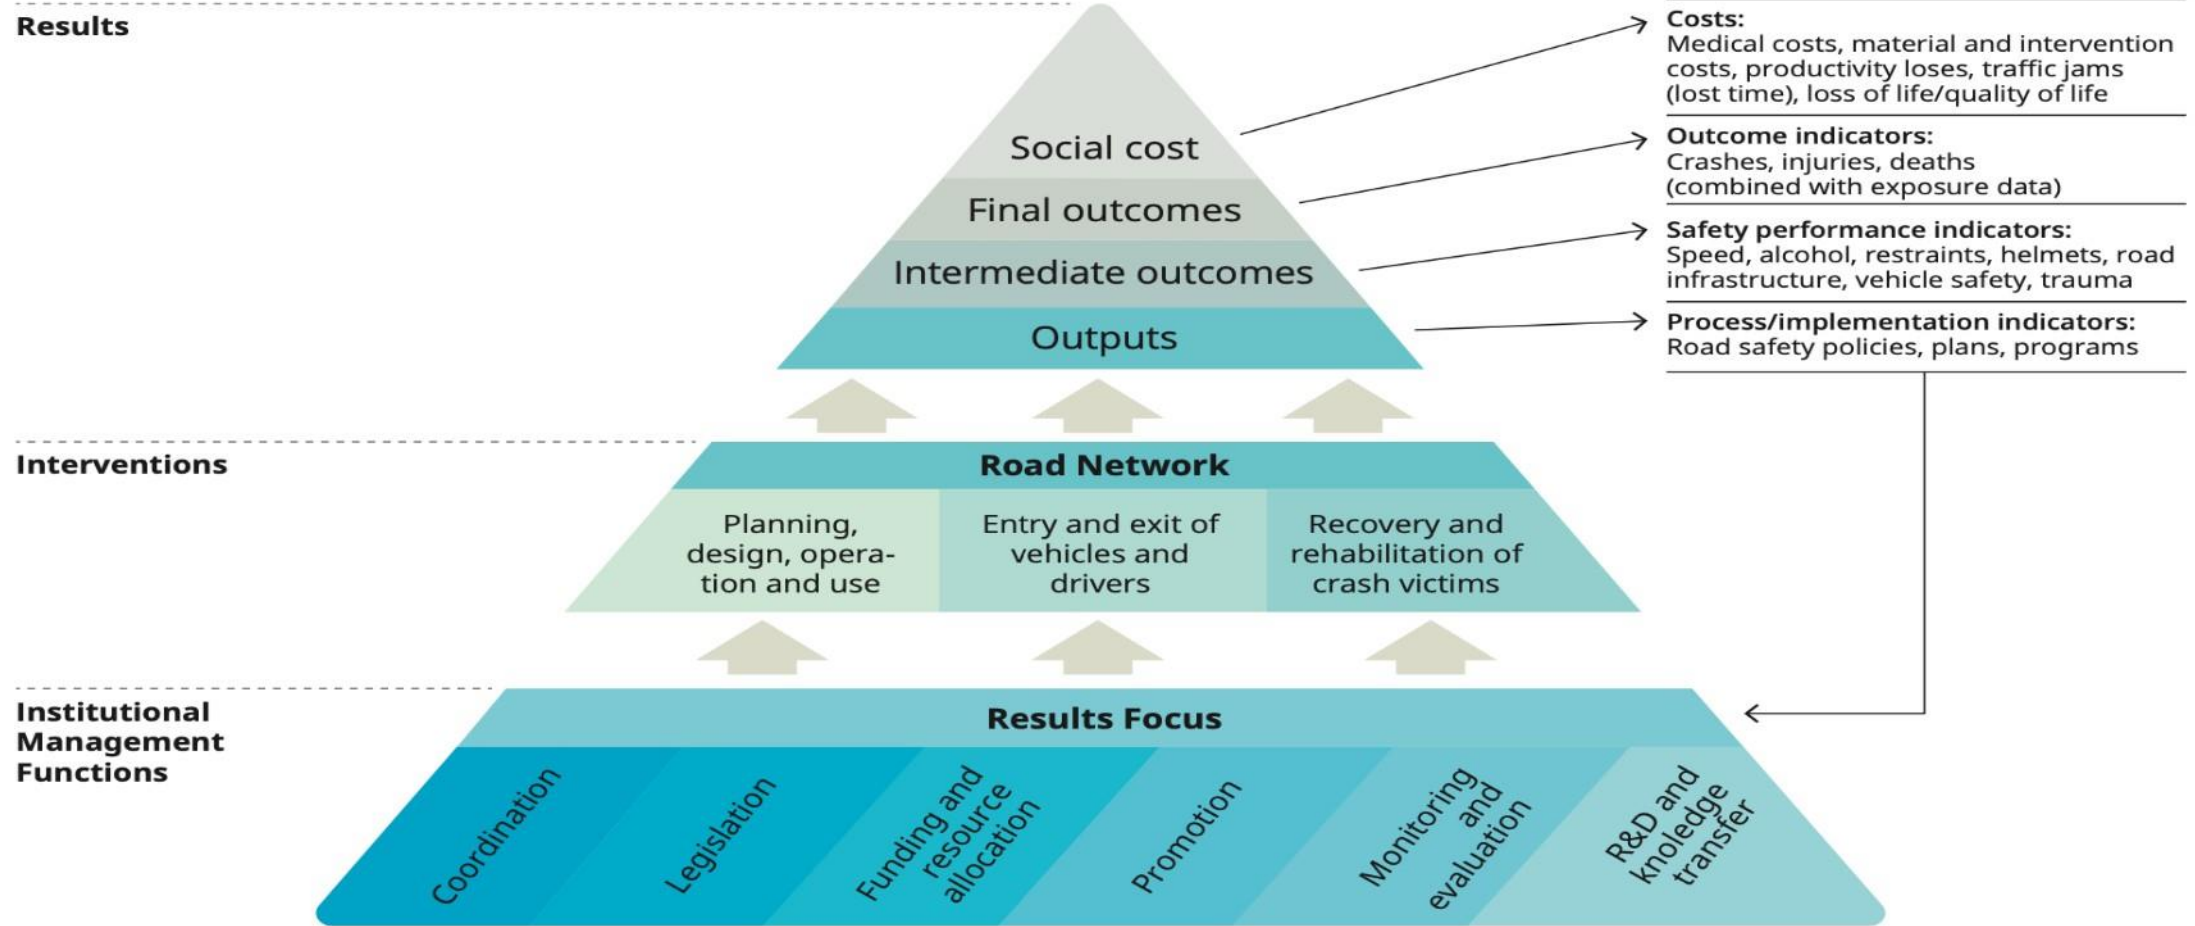 Results
Social cost
Final outcomes
Intermediate outcomes
Outputs
Costs:
Medical costs, material and intervention
costs, productivity loses, traffic jams
(lost time), loss of life/quality of life
Outcome indicators:
Crashes, injuries, deaths
(combined with exposure data)
Safety performance indicators:
Speed, alcohol, restraints, helmets, road
infrastructure, vehicle safety, trauma
Process/implementation indicators:
Road safety policies, plans, programs
Interventions
Road Network
Planning,
design, opera-
tion and use
Entry and exit of
vehicles and
drivers
Recovery and
rehabilitation of
crash victims
Institutional
Management
Functions
Results Focus
Coordination
Legislation
Funding and
resource
allocation
Promotion
Monitoring
and
evaluation
R&D and
knoledge
transfer